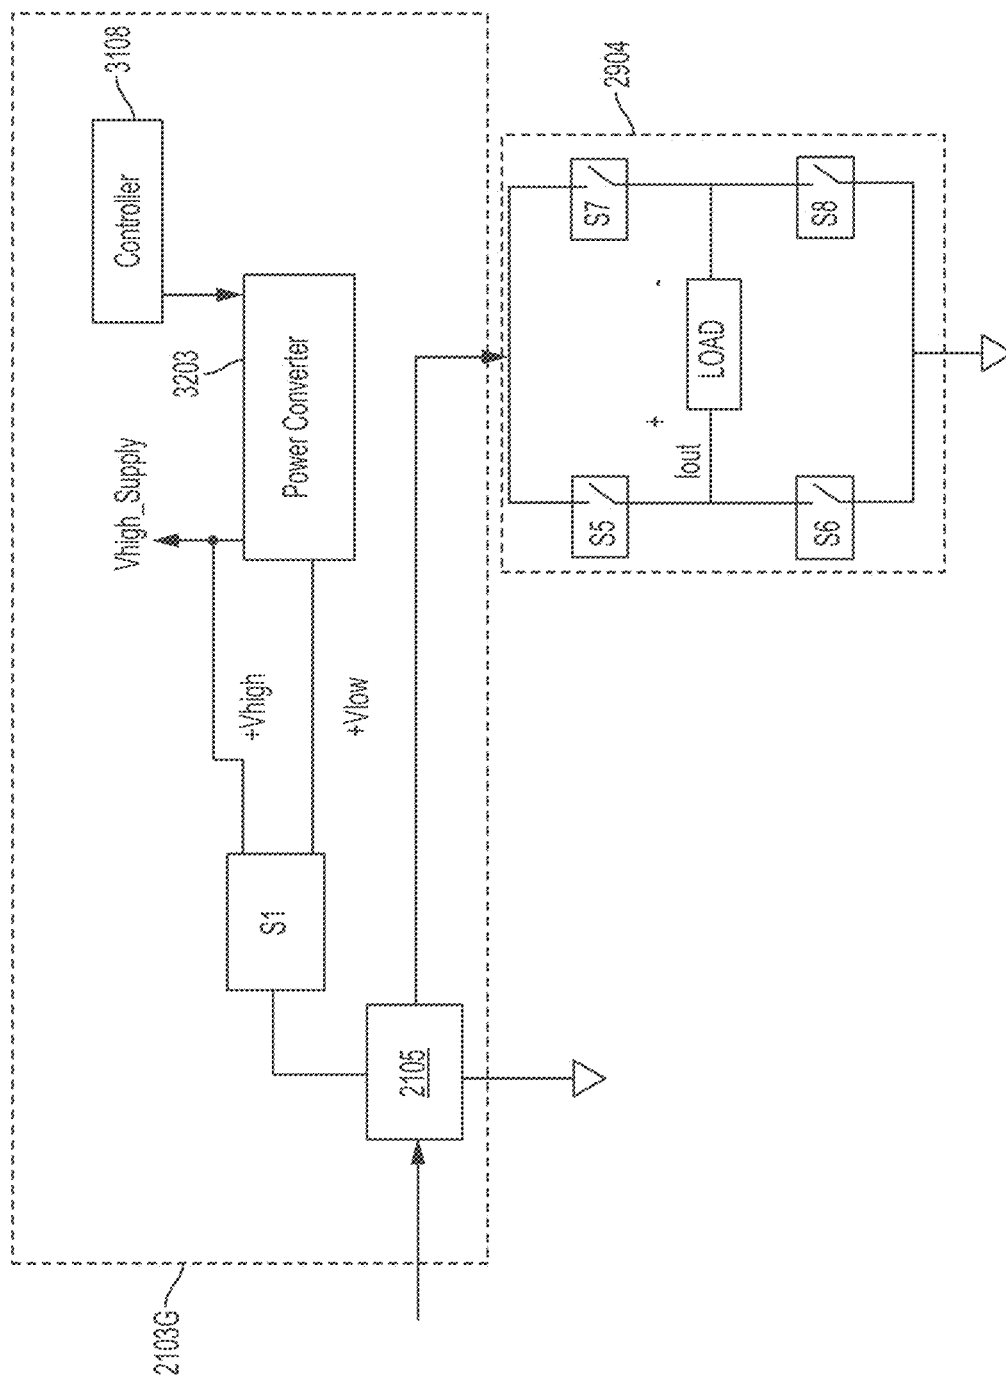 3108
Controller
3203
Power Converter
Vhigh_Supply
+Vhigh
+Vlow
S1
2105
2103G
2904
S7
S8
LOAD
-
+
Iout
S5
S6